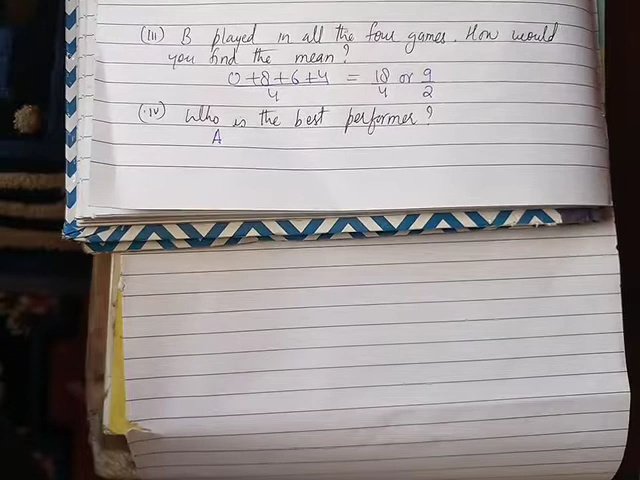 (iii) B played in all the four games. How would
you find the mean?
0+8+6+4/4 = 18/4 or 9/2
(iv) Who is the best performer?
A